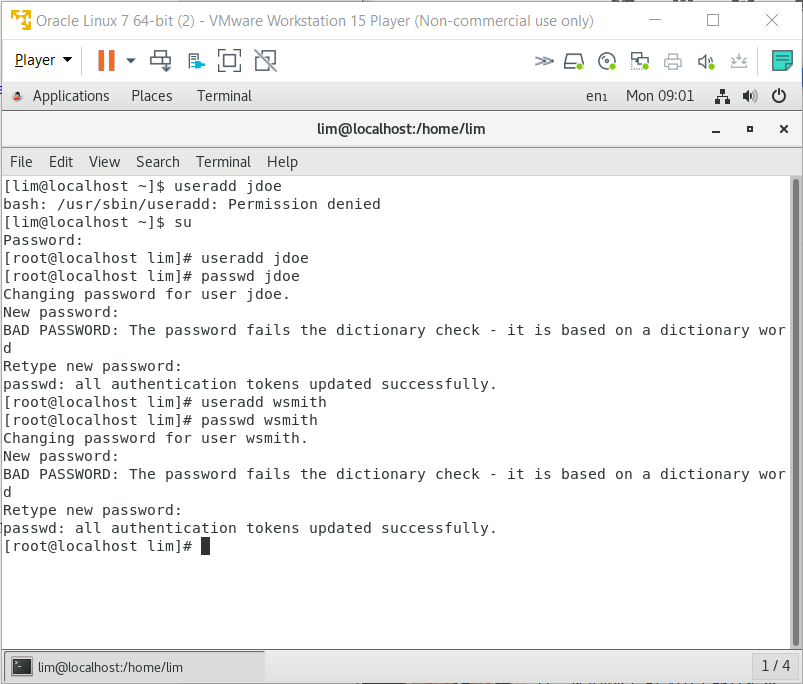 Oracle Linux 7 64-bit (2) - VMware Workstation 15 Player (Non-commercial use only)
Player
Applications Places Terminal en₁ Mon 09:01
lim@localhost:/home/lim
File Edit View Search Terminal Help
[lim@localhost ~]$ useradd jdoe
bash: /usr/sbin/useradd: Permission denied
[lim@localhost ~]$ su
Password:
[root@localhost lim]# useradd jdoe
[root@localhost lim]# passwd jdoe
Changing password for user jdoe.
New password:
BAD PASSWORD: The password fails the dictionary check - it is based on a dictionary wor
d
Retype new password:
passwd: all authentication tokens updated successfully.
[root@localhost lim]# useradd wsmith
[root@localhost lim]# passwd wsmith
Changing password for user wsmith.
New password:
BAD PASSWORD: The password fails the dictionary check - it is based on a dictionary wor
d
Retype new password:
passwd: all authentication tokens updated successfully.
[root@localhost lim]#
lim@localhost:/home/lim 1 / 4